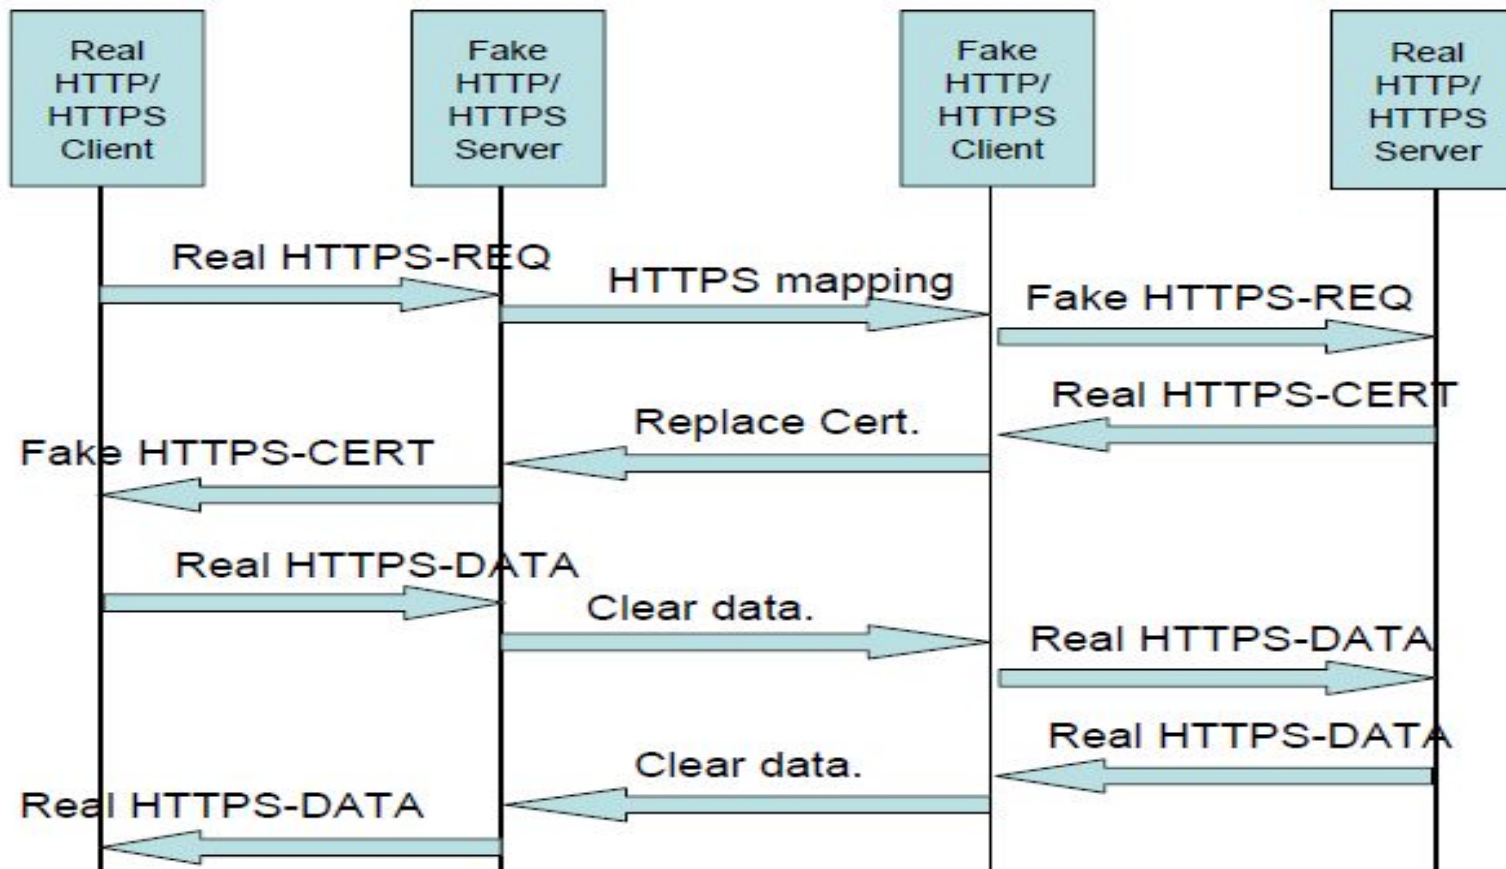 Real
HTTP/
HTTPS
Client
Fake
HTTP/
HTTPS
Server
Fake
HTTP/
HTTPS
Client
Real
HTTP/
HTTPS
Server
Real HTTPS-REQ
HTTPS mapping
Fake HTTPS-REQ
Real HTTPS-CERT
Replace Cert.
Fake HTTPS-CERT
Real HTTPS-DATA
Clear data.
Real HTTPS-DATA
Real HTTPS-DATA
Clear data.
Real HTTPS-DATA